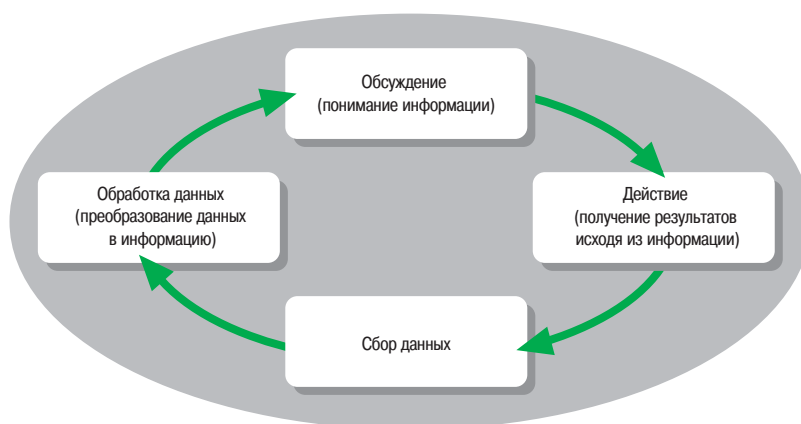 Обсуждение
(понимание информации)
Обработка данных
(преобразование данных
в информацию)
Действие
(получение результатов
исходя из информации)
Сбор данных